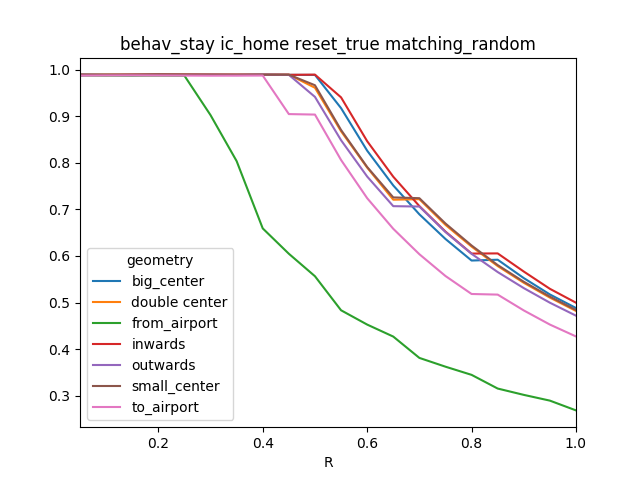 behav_stay ic_home reset_true matching_random
1.0
0.9
0.8
0.7
0.6
0.5
0.4
0.3
geometry
big_center
double center
from_airport
inwards
outwards
small_center
to_airport
0.2 0.4 0.6 0.8 1.0
R